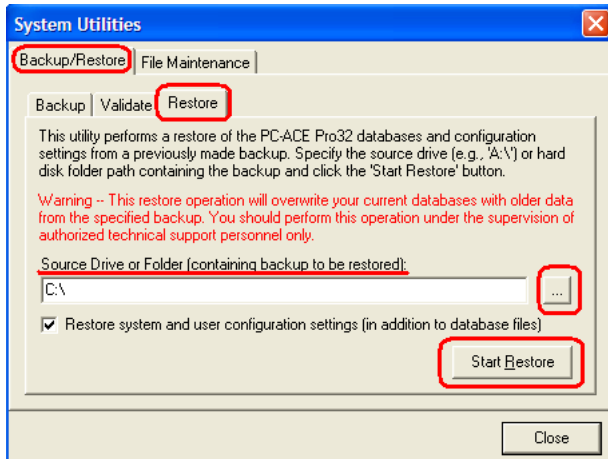 System Utilities
Backup/Restore File Maintenance
Backup Validate Restore
This utility performs a restore of the PC-ACE Pro32 databases and configuration
settings from a previously made backup. Specify the source drive (e.g., 'A:\') or hard
disk folder path containing the backup and click the 'Start Restore' button.
Warning -- This restore operation will overwrite your current databases with older data
from the specified backup. You should perform this operation under the supervision of
authorized technical support personnel only.
Source Drive or Folder (containing backup to be restored):
C:\ ...
Restore system and user configuration settings (in addition to database files)
Start Restore
Close